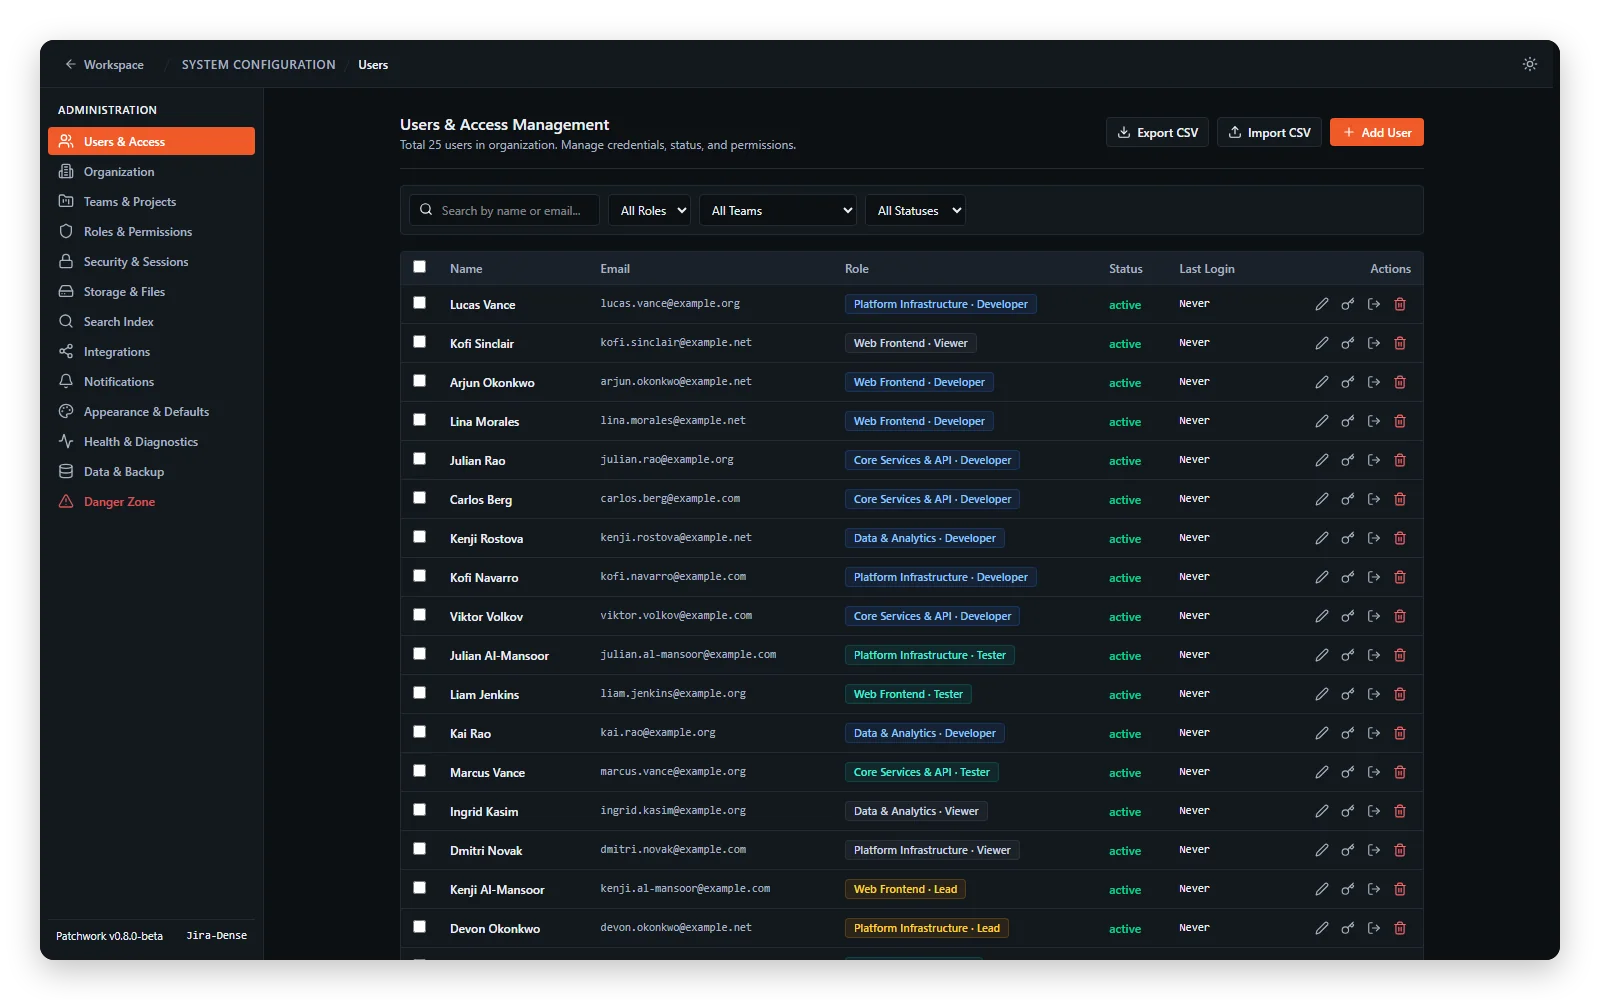 Workspace / SYSTEM CONFIGURATION / Users
ADMINISTRATION
Users & Access
Organization
Teams & Projects
Roles & Permissions
Security & Sessions
Storage & Files
Search Index
Integrations
Notifications
Appearance & Defaults
Health & Diagnostics
Data & Backup
Danger Zone
Patchwork v0.8.0-beta Jira-Dense
Users & Access Management
Total 25 users in organization. Manage credentials, status, and permissions.
Export CSV Import CSV Add User
Search by name or email... All Roles All Teams All Statuses
Name Email Role Status Last Login Actions
Lucas Vance lucas.vance@example.org Platform Infrastructure · Developer active Never
Kofi Sinclair kofi.sinclair@example.net Web Frontend · Viewer active Never
Arjun Okonkwo arjun.okonkwo@example.net Web Frontend · Developer active Never
Lina Morales lina.morales@example.net Web Frontend · Developer active Never
Julian Rao julian.rao@example.org Core Services & API · Developer active Never
Carlos Berg carlos.berg@example.com Core Services & API · Developer active Never
Kenji Rostova kenji.rostova@example.net Data & Analytics · Developer active Never
Kofi Navarro kofi.navarro@example.com Platform Infrastructure · Developer active Never
Viktor Volkov viktor.volkov@example.com Core Services & API · Developer active Never
Julian Al-Mansoor julian.al-mansoor@example.com Platform Infrastructure · Tester active Never
Liam Jenkins liam.jenkins@example.org Web Frontend · Tester active Never
Kai Rao kai.rao@example.org Data & Analytics · Developer active Never
Marcus Vance marcus.vance@example.org Core Services & API · Tester active Never
Ingrid Kasim ingrid.kasim@example.org Data & Analytics · Viewer active Never
Dmitri Novak dmitri.novak@example.com Platform Infrastructure · Viewer active Never
Kenji Al-Mansoor kenji.al-mansoor@example.com Web Frontend · Lead active Never
Devon Okonkwo devon.okonkwo@example.net Platform Infrastructure · Lead active Never